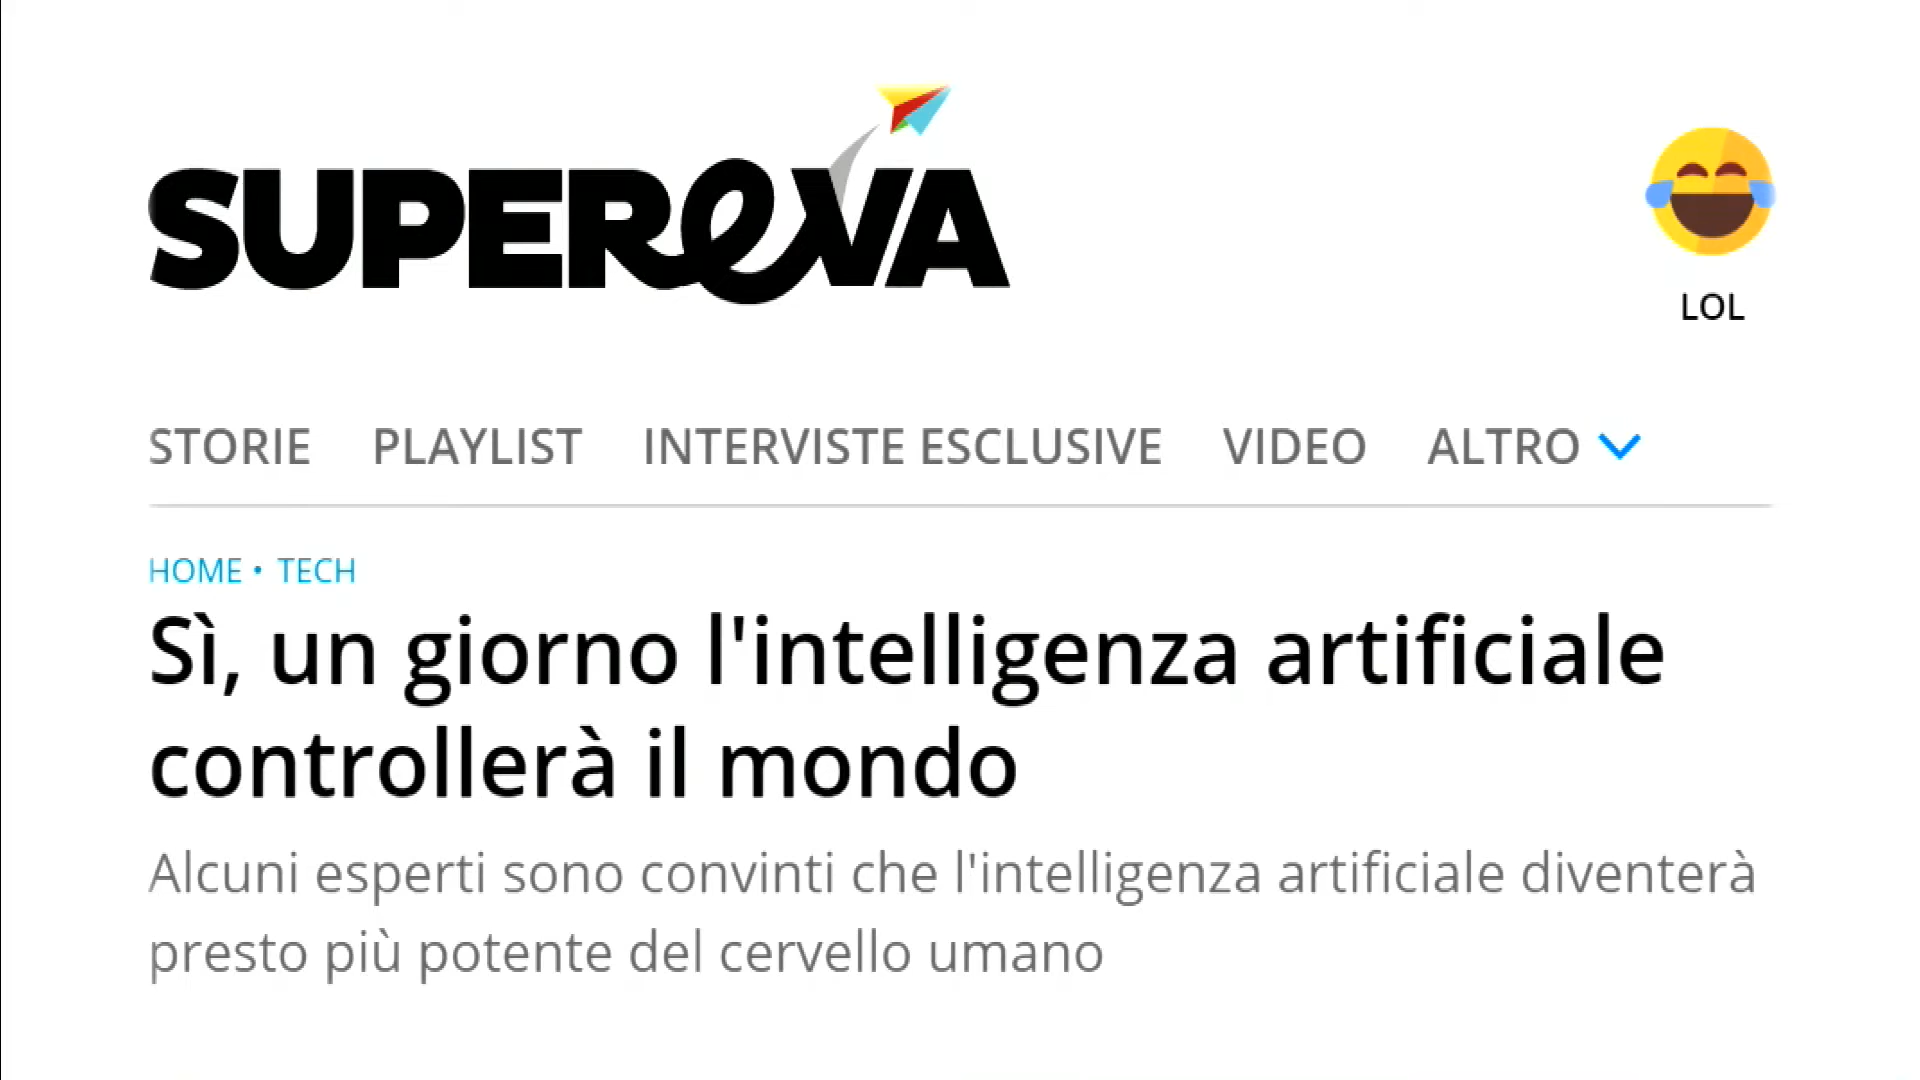 SUPEREVA
LOL
STORIE PLAYLIST INTERVISTE ESCLUSIVE VIDEO ALTRO
HOME • TECH
Sì, un giorno l'intelligenza artificiale
controllerà il mondo
Alcuni esperti sono convinti che l'intelligenza artificiale diventerà
presto più potente del cervello umano